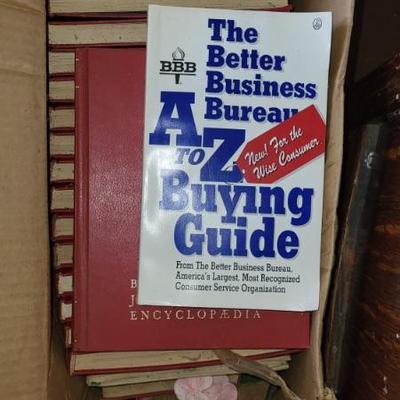 BBB
The
Better
Business
Bureau
A
TO
Z
New! For the
Wise Consumer
Buying
Guide
From The Better Business Bureau,
America's Largest, Most Recognized
Consumer Service Organization
B
J
ENCYCLOPÆDIA